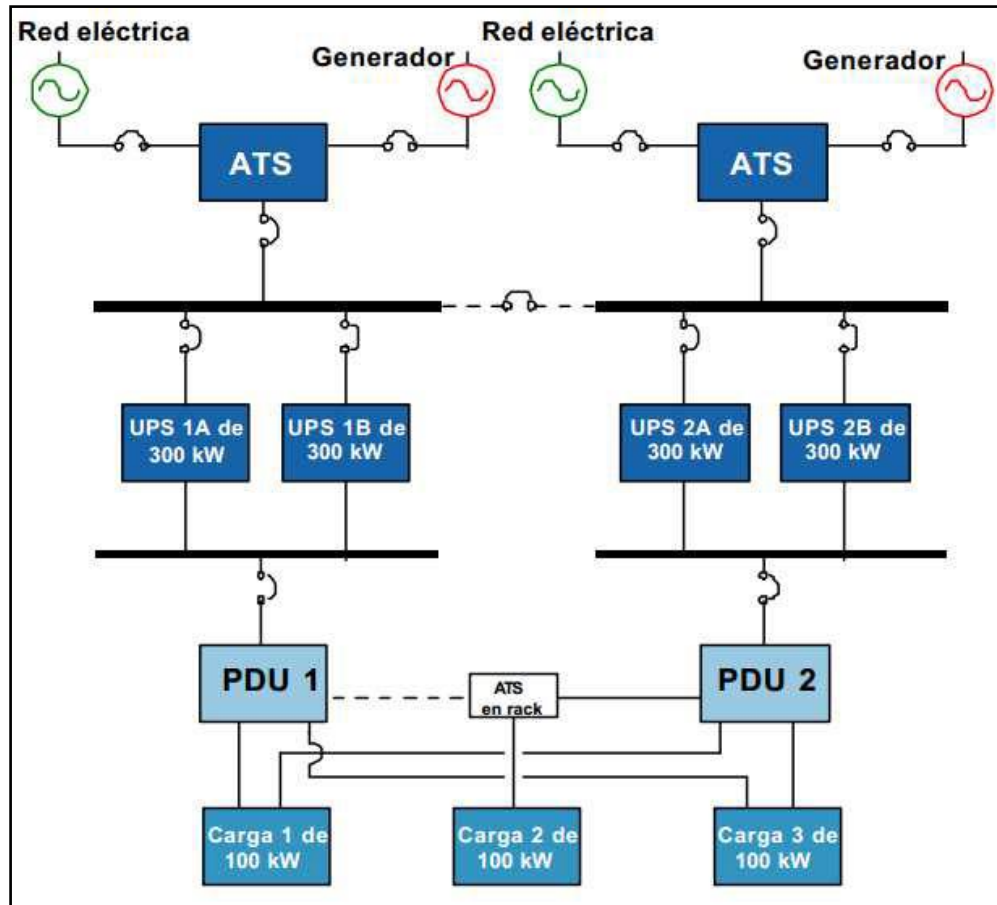 Red eléctrica
Generador
Red eléctrica
Generador
ATS
ATS
UPS 1A de
300 kW
UPS 1B de
300 kW
UPS 2A de
300 kW
UPS 2B de
300 kW
PDU 1
ATS
en rack
PDU 2
Carga 1 de
100 kW
Carga 2 de
100 kW
Carga 3 de
100 kW